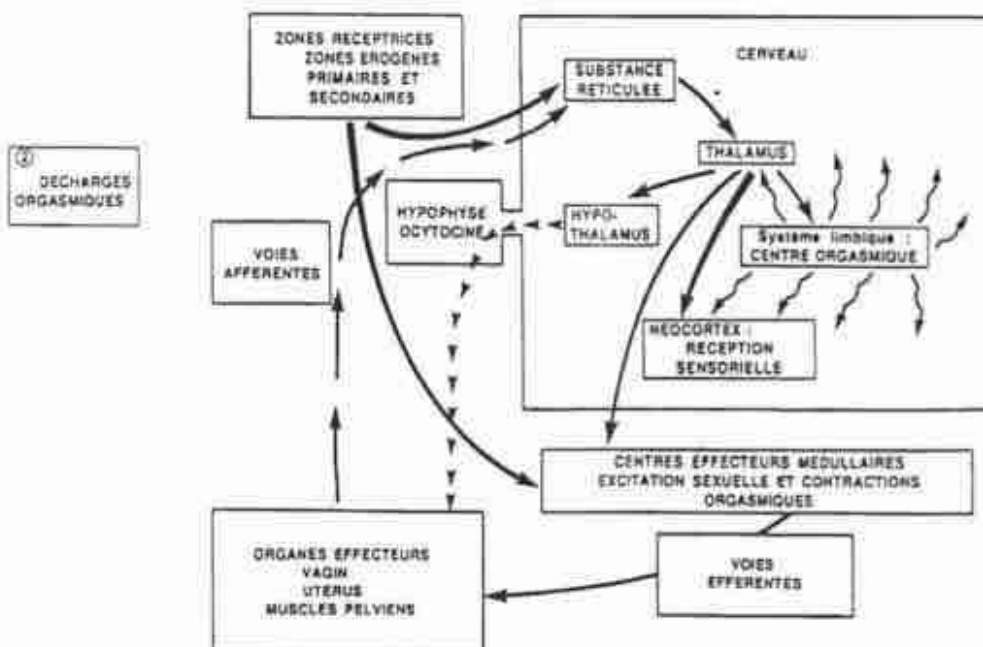 ZONES RECEPTRICES
ZONES EROGENES
PRIMAIRES ET
SECONDAIRES
CERVEAU
SUBSTANCE
RETICULEE
②
DECHARGES
ORGASMIQUES
THALAMUS
HYPOPHYSE
OCYTOCINE
HYPO-
THALAMUS
Système limbique :
CENTRE ORGASMIQUE
VOIES
AFFERENTES
NEOCORTEX :
RECEPTION
SENSORIELLE
CENTRES EFFECTEURS MEDULLAIRES
EXCITATION SEXUELLE ET CONTRACTIONS
ORGASMIQUES
ORGANES EFFECTEURS
VAGIN
UTERUS
MUSCLES PELVIENS
VOIES
EFFERENTES